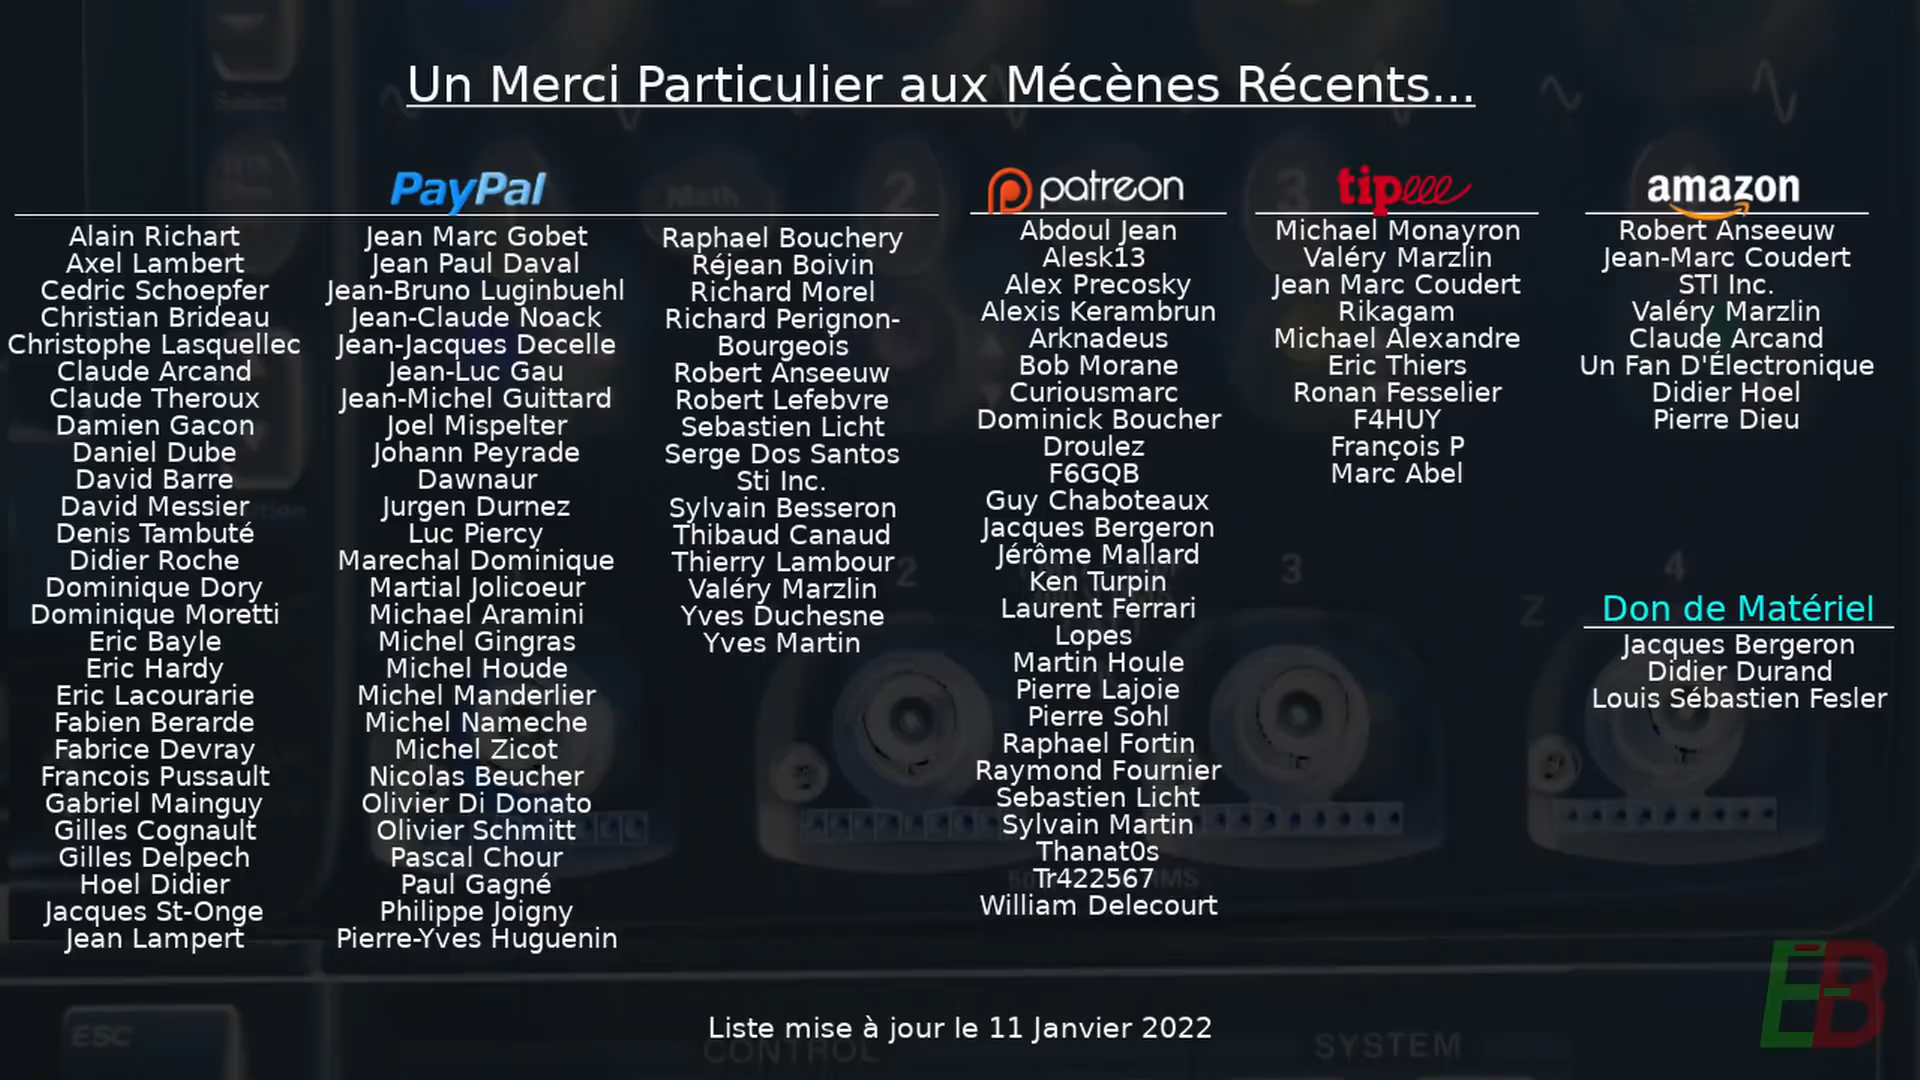 Un Merci Particulier aux Mécènes Récents...
PayPal
Alain Richart
Axel Lambert
Cedric Schoepfer
Christian Brideau
Christophe Lasquellec
Claude Arcand
Claude Theroux
Damien Gacon
Daniel Dube
David Barre
David Messier
Denis Tambuté
Didier Roche
Dominique Dory
Dominique Moretti
Eric Bayle
Eric Hardy
Eric Lacourarie
Fabien Berarde
Fabrice Devray
Francois Pussault
Gabriel Mainguy
Gilles Cognault
Gilles Delpech
Hoel Didier
Jacques St-Onge
Jean Lampert
Jean Marc Gobet
Jean Paul Daval
Jean-Bruno Luginbuehl
Jean-Claude Noack
Jean-Jacques Decelle
Jean-Luc Gau
Jean-Michel Guittard
Joel Mispelter
Johann Peyrade
Dawnaur
Jurgen Durnez
Luc Piercy
Marechal Dominique
Martial Jolicoeur
Michael Aramini
Michel Gingras
Michel Houde
Michel Manderlier
Michel Nameche
Michel Zicot
Nicolas Beucher
Olivier Di Donato
Olivier Schmitt
Pascal Chour
Paul Gagné
Philippe Joigny
Pierre-Yves Huguenin
Raphael Bouchery
Réjean Boivin
Richard Morel
Richard Perignon-
Bourgeois
Robert Anseeuw
Robert Lefebvre
Sebastien Licht
Serge Dos Santos
Sti Inc.
Sylvain Besseron
Thibaud Canaud
Thierry Lambour
Valéry Marzlin
Yves Duchesne
Yves Martin
patreon
Abdoul Jean
Alesk13
Alex Precosky
Alexis Kerambrun
Arknadeus
Bob Morane
Curiousmarc
Dominick Boucher
Droulez
F6GQB
Guy Chaboteaux
Jacques Bergeron
Jérôme Mallard
Ken Turpin
Laurent Ferrari
Lopes
Martin Houle
Pierre Lajoie
Pierre Sohl
Raphael Fortin
Raymond Fournier
Sebastien Licht
Sylvain Martin
Thanat0s
Tr422567
William Delecourt
tipeee
Michael Monayron
Valéry Marzlin
Jean Marc Coudert
Rikagam
Michael Alexandre
Eric Thiers
Ronan Fesselier
F4HUY
François P
Marc Abel
amazon
Robert Anseeuw
Jean-Marc Coudert
STI Inc.
Valéry Marzlin
Claude Arcand
Un Fan D'Électronique
Didier Hoel
Pierre Dieu
Don de Matériel
Jacques Bergeron
Didier Durand
Louis Sébastien Fesler
Liste mise à jour le 11 Janvier 2022
Select
Math
2
3
2
3
Z
4
ESC
CONTROL
SYSTEM
EB